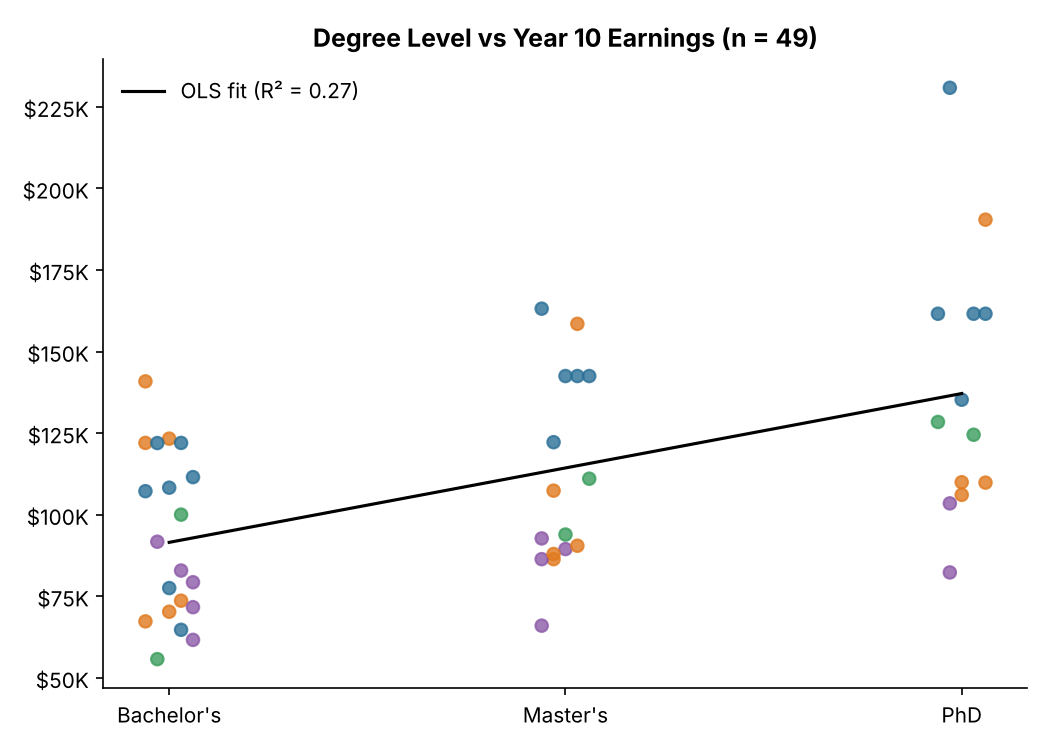 Degree Level vs Year 10 Earnings (n = 49)
OLS fit (R² = 0.27)
$225K
$200K
$175K
$150K
$125K
$100K
$75K
$50K
Bachelor's Master's PhD